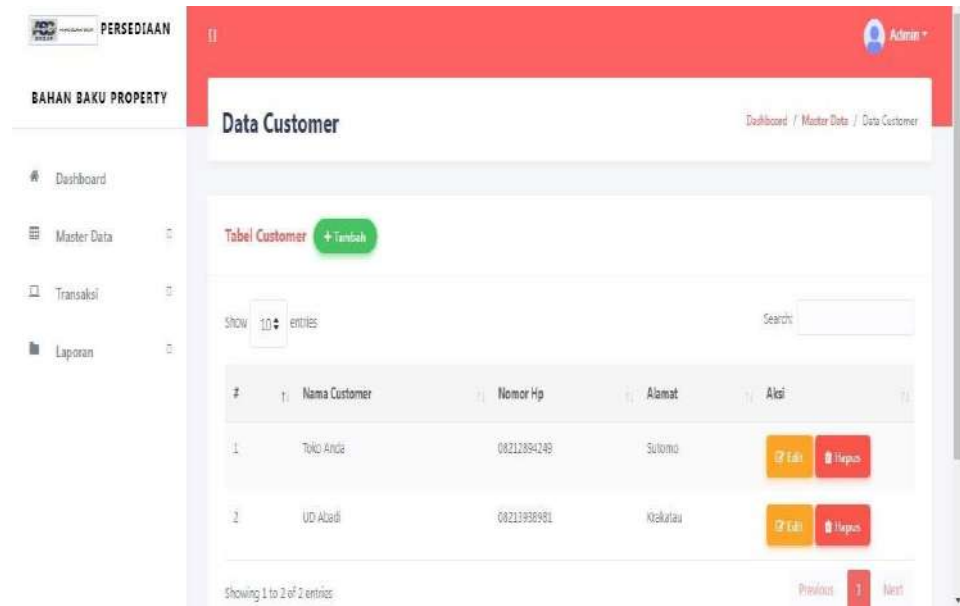 ABC PERSEDIAAN
BAHAN BAKU PROPERTY
Dashboard
Master Data
Transaksi
Laporan
Admin
Data Customer
Dashboard / Master Data / Data Customer
Tabel Customer + Tambah
Show 10 entries
Search:
# Nama Customer Nomor Hp Alamat Aksi
1 Toko Anda 08212894249 Sutomo Edit Hapus
2 UD Abadi 08213938981 Krakatau Edit Hapus
Showing 1 to 2 of 2 entries
Previous 1 Next